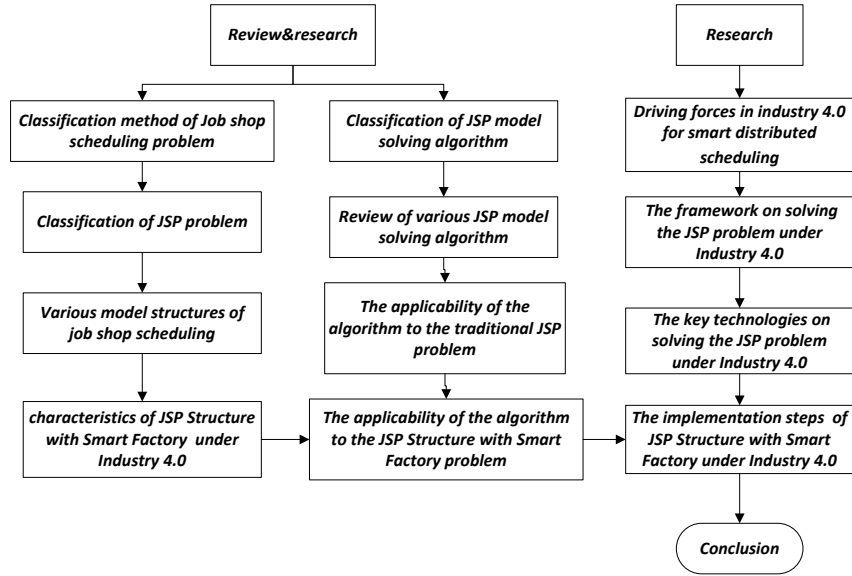 Review&research
Classification method of Job shop
scheduling problem
Classification of JSP problem
Various model structures of
job shop scheduling
characteristics of JSP Structure
with Smart Factory under
Industry 4.0
Classification of JSP model
solving algorithm
Review of various JSP model
solving algorithm
The applicability of the
algorithm to the traditional JSP
problem
The applicability of the algorithm
to the JSP Structure with Smart
Factory problem
Research
Driving forces in industry 4.0
for smart distributed
scheduling
The framework on solving
the JSP problem under
Industry 4.0
The key technologies on
solving the JSP problem
under Industry 4.0
The implementation steps of
JSP Structure with Smart
Factory under Industry 4.0
Conclusion